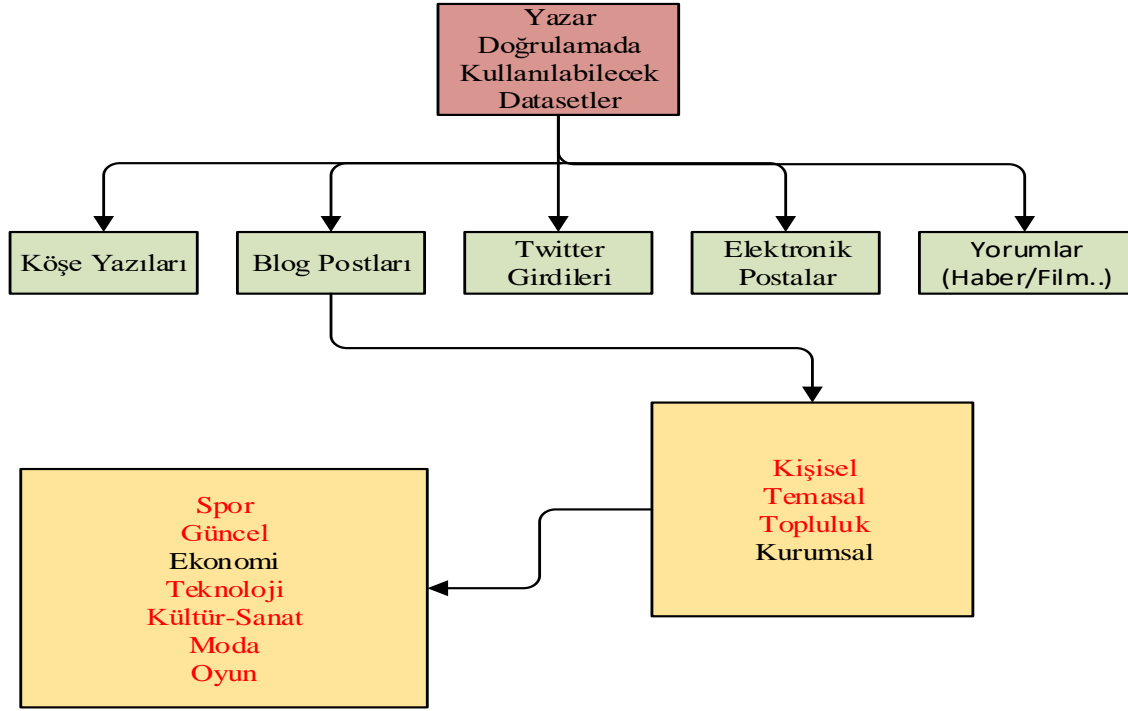 Yazar
Doğrulamada
Kullanılabilecek
Datasetler
Köşe Yazıları
Blog Postları
Twitter
Girdileri
Elektronik
Postalar
Yorumlar
(Haber/Film..)
Kişisel
Temasal
Topluluk
Kurumsal
Spor
Güncel
Ekonomi
Teknoloji
Kültür-Sanat
Moda
Oyun